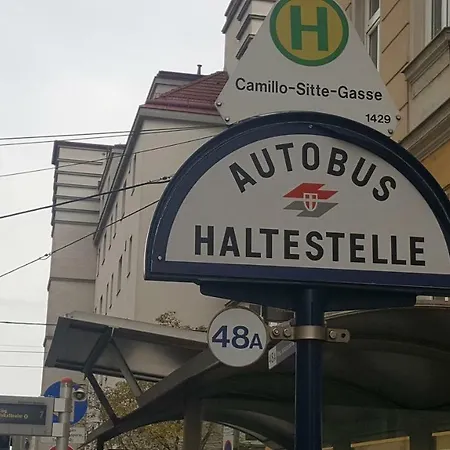 H
Camillo-Sitte-Gasse
1429
AUTOBUS
HALTESTELLE
48A